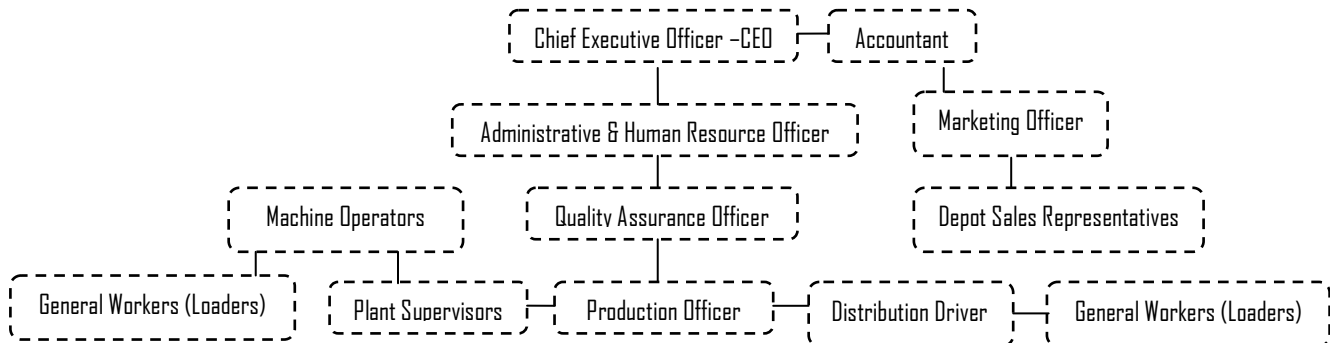 Chief Executive Officer –CEO
Accountant
Administrative & Human Resource Officer
Marketing Officer
Machine Operators
Quality Assurance Officer
Depot Sales Representatives
General Workers (Loaders)
Plant Supervisors
Production Officer
Distribution Driver
General Workers (Loaders)